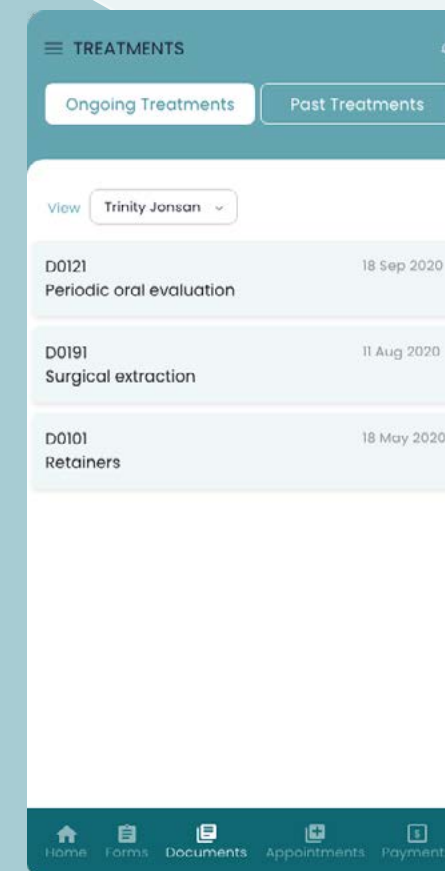 TREATMENTS
Ongoing Treatments Past Treatments
View Trinity Jonsan
D0121 18 Sep 2020
Periodic oral evaluation
D0191 11 Aug 2020
Surgical extraction
D0101 18 May 2020
Retainers
Home Forms Documents Appointments Payment